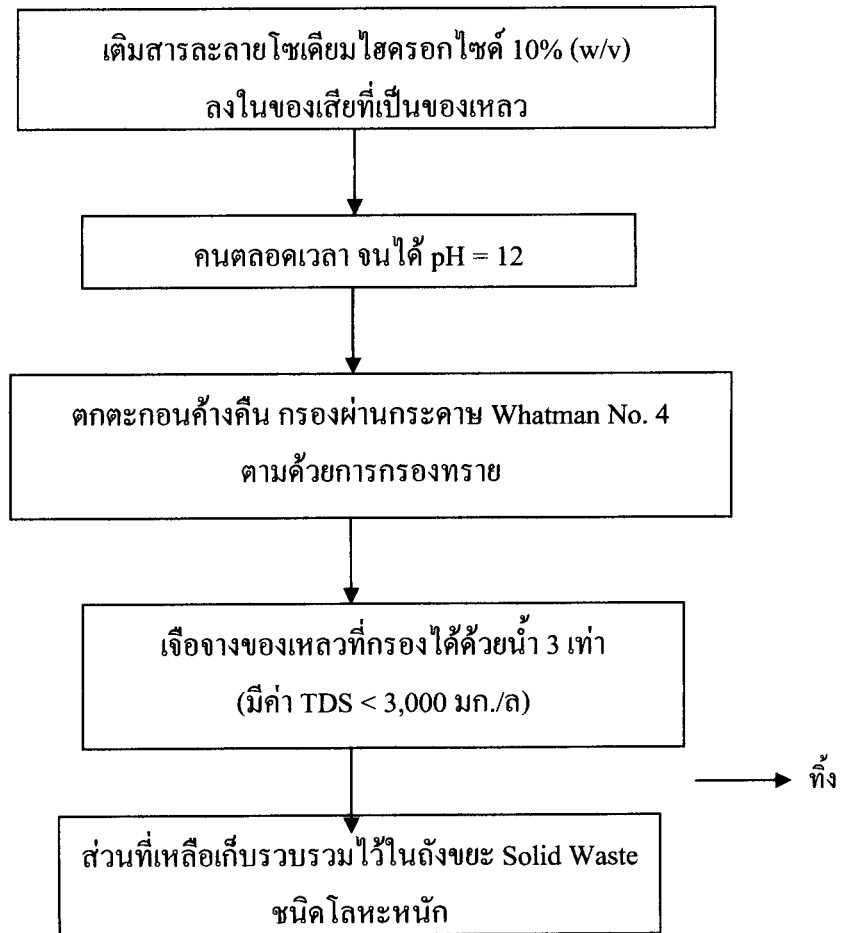 เติมสารละลายโซเดียมไฮดรอกไซด์ 10% (w/v)
ลงในของเสียที่เป็นของเหลว
คนตลอดเวลา จนได้ pH = 12
ตกตะกอนค้างคืน กรองผ่านกระดาษ Whatman No. 4
ตามด้วยการกรองทราย
เจือจางของเหลวที่กรองได้ด้วยน้ำ 3 เท่า
(มีค่า TDS < 3,000 มก./ล)
ทิ้ง
ส่วนที่เหลือเก็บรวบรวมไว้ในถังขยะ Solid Waste
ชนิดโลหะหนัก